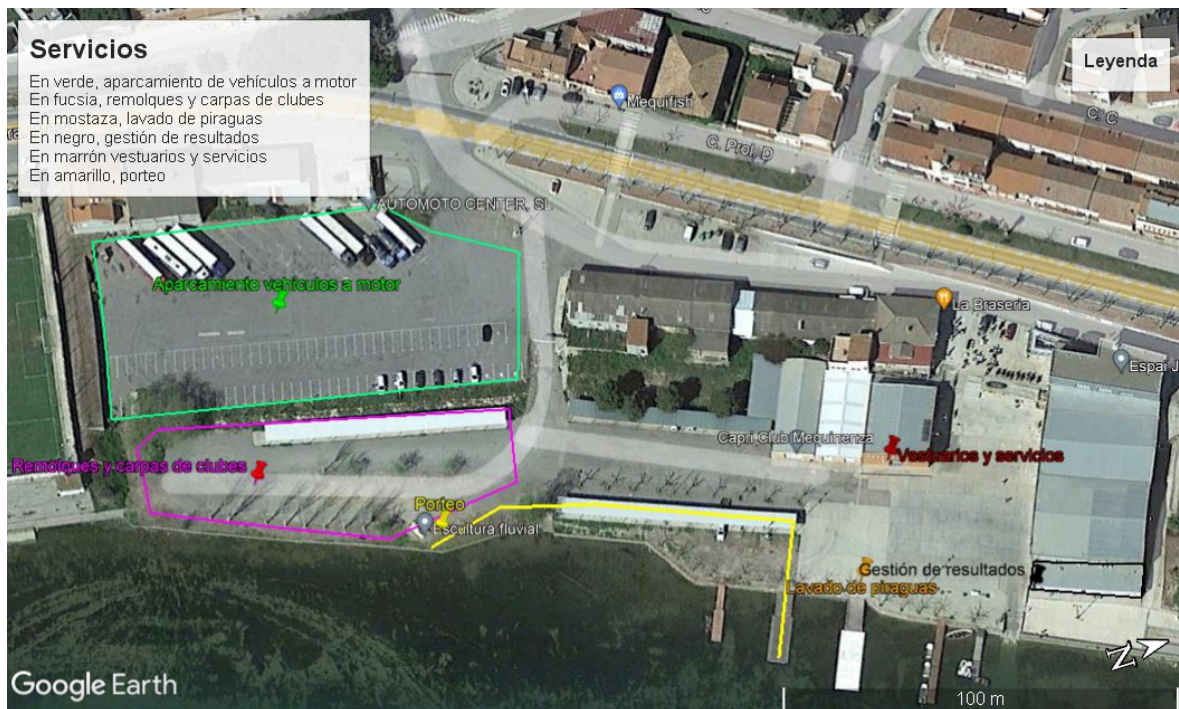 Servicios
En verde, aparcamiento de vehículos a motor
En fucsia, remolques y carpas de clubes
En mostaza, lavado de piraguas
En negro, gestión de resultados
En marrón vestuarios y servicios
En amarillo, porteo
Leyenda
Mequifish
C. Prol, D
C. C
AUTOMOTO CENTER, SL
Aparcamiento vehículos a motor
La Braseria
Espai J
Capri Club Mequinenza
Vestuarios y servicios
Remolques y carpas de clubes
Porteo
Escultura fluvial
Gestión de resultados
Lavado de piraguas
N
Google Earth
100 m